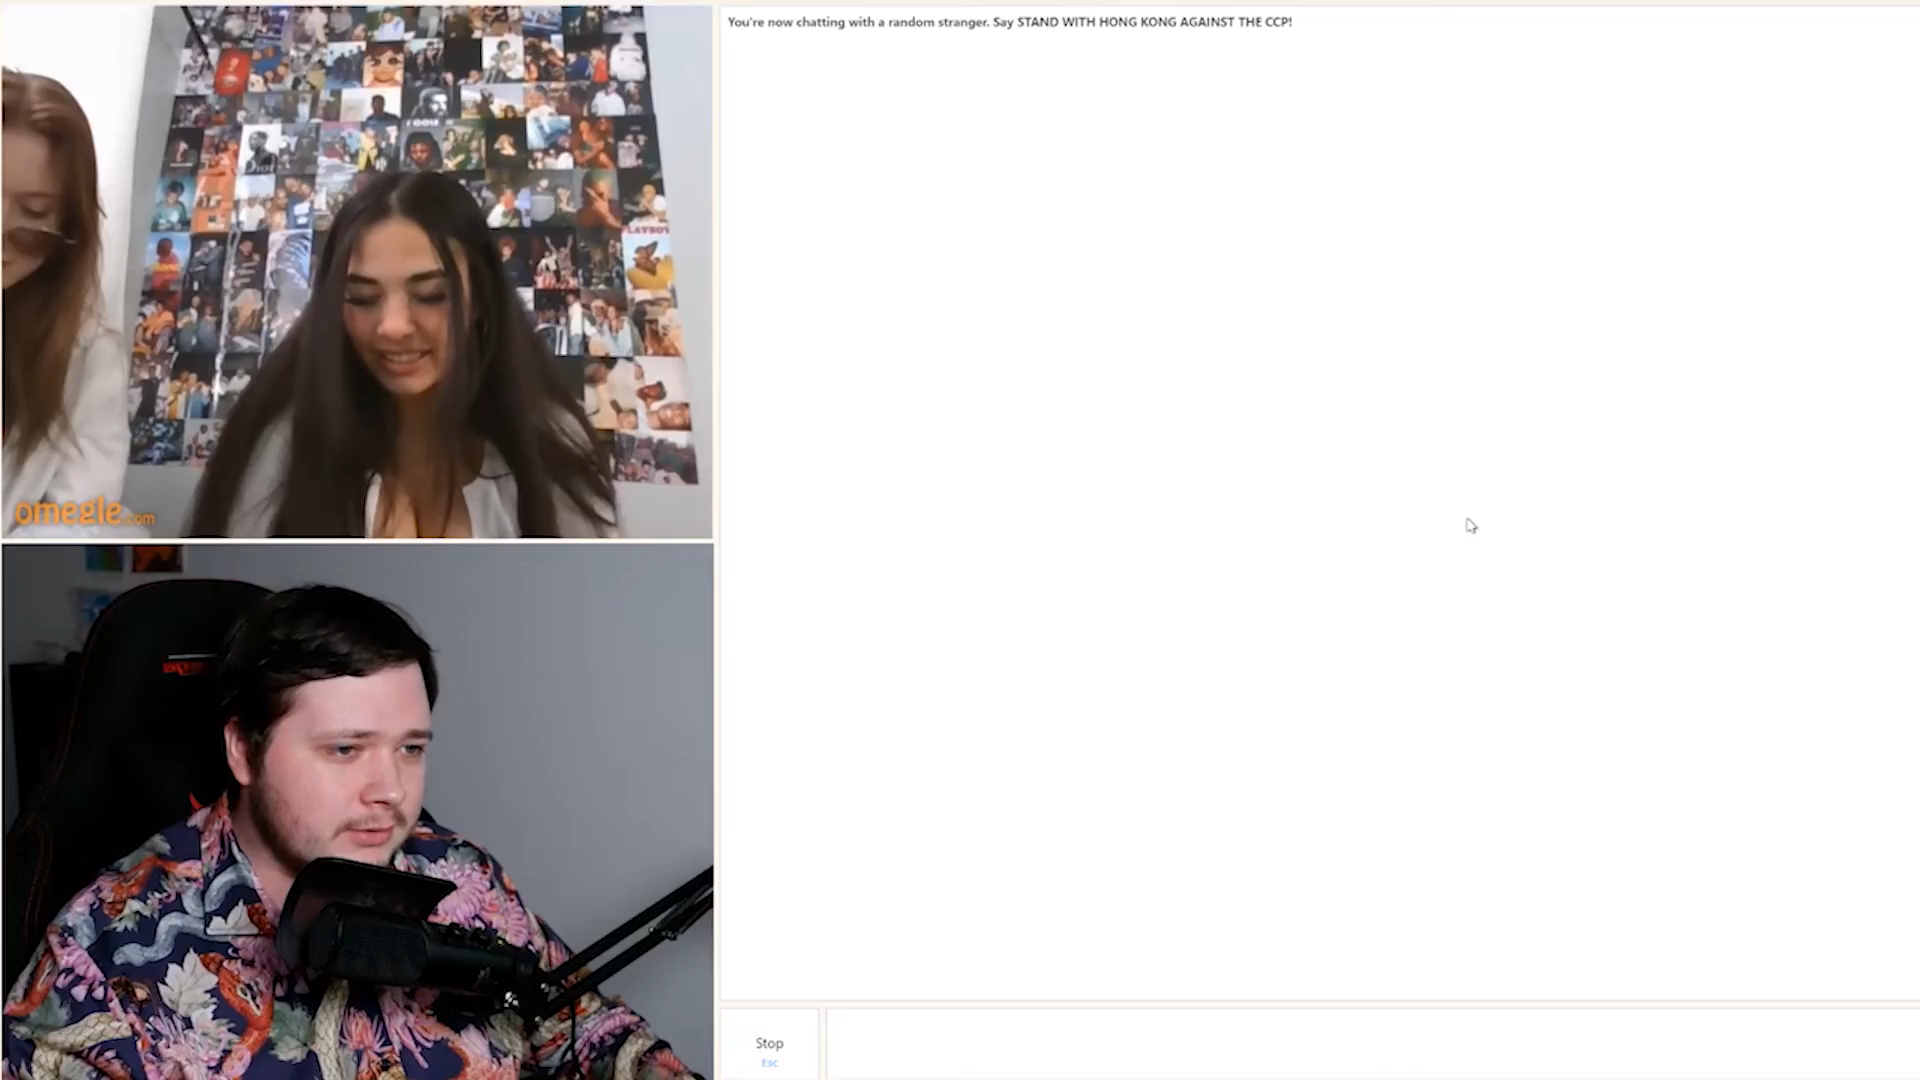 You're now chatting with a random stranger. Say STAND WITH HONG KONG AGAINST THE CCP!
PLAYBOY
omegle.com
Stop
Esc